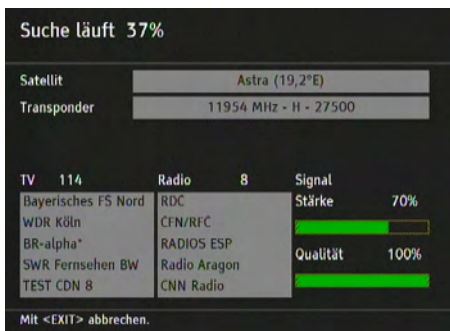 Suche läuft 37%
Satellit Astra (19,2°E)
Transponder 11954 MHz - H - 27500
TV 114 Radio 8 Signal
Bayerisches FS Nord RDC Stärke 70%
WDR Köln CFN/RFC
BR-alpha* RADIOS ESP
SWR Fernsehen BW Radio Aragon Qualität 100%
TEST CDN 8 CNN Radio
Mit <EXIT> abbrechen.